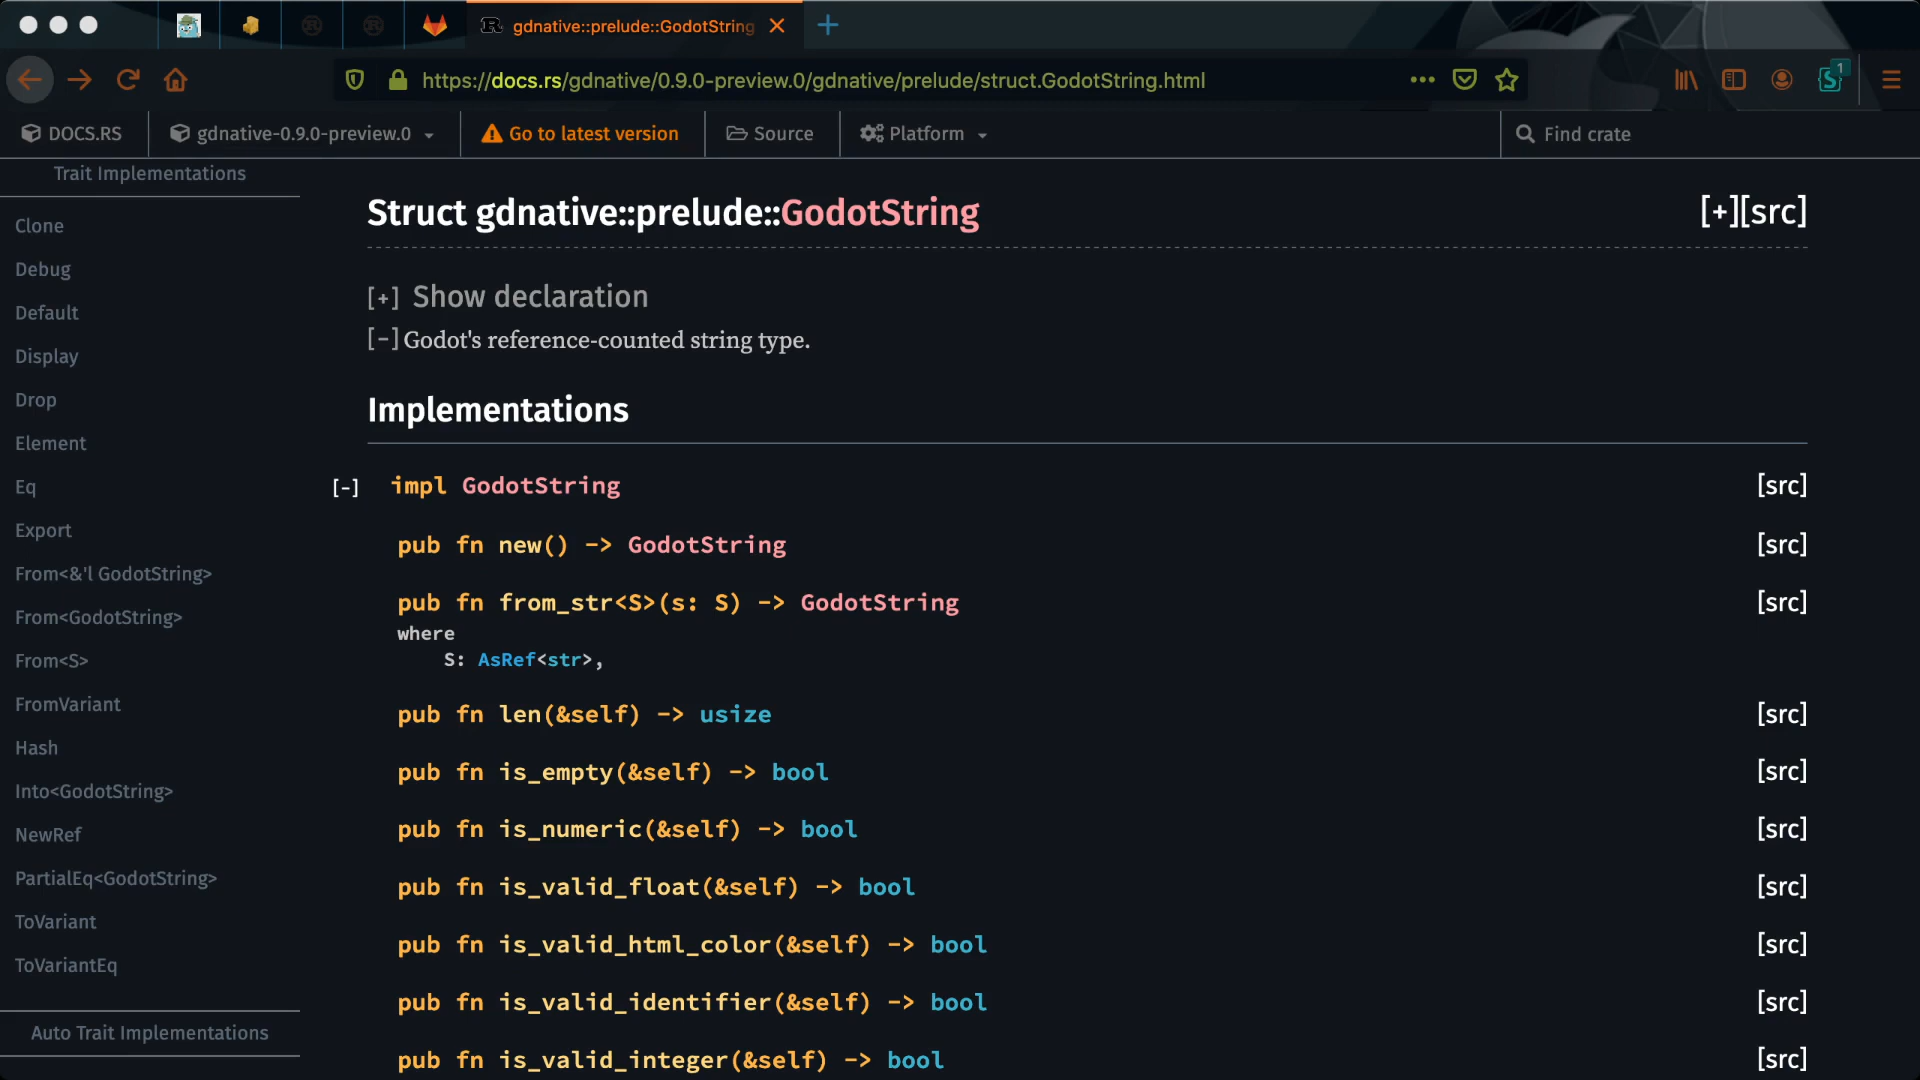 gdnative::prelude::GodotString
https://docs.rs/gdnative/0.9.0-preview.0/gdnative/prelude/struct.GodotString.html
1
DOCS.RS
gdnative-0.9.0-preview.0
Go to latest version
Source
Platform
Find crate
Trait Implementations
Clone
Debug
Default
Display
Drop
Element
Eq
Export
From<&'l GodotString>
From<GodotString>
From<S>
FromVariant
Hash
Into<GodotString>
NewRef
PartialEq<GodotString>
ToVariant
ToVariantEq
Auto Trait Implementations
Struct gdnative::prelude::GodotString [+][src]
[+] Show declaration
[-] Godot's reference-counted string type.
Implementations
[-] impl GodotString [src]
pub fn new() -> GodotString [src]
pub fn from_str<S>(s: S) -> GodotString [src]
where
S: AsRef<str>,
pub fn len(&self) -> usize [src]
pub fn is_empty(&self) -> bool [src]
pub fn is_numeric(&self) -> bool [src]
pub fn is_valid_float(&self) -> bool [src]
pub fn is_valid_html_color(&self) -> bool [src]
pub fn is_valid_identifier(&self) -> bool [src]
pub fn is_valid_integer(&self) -> bool [src]